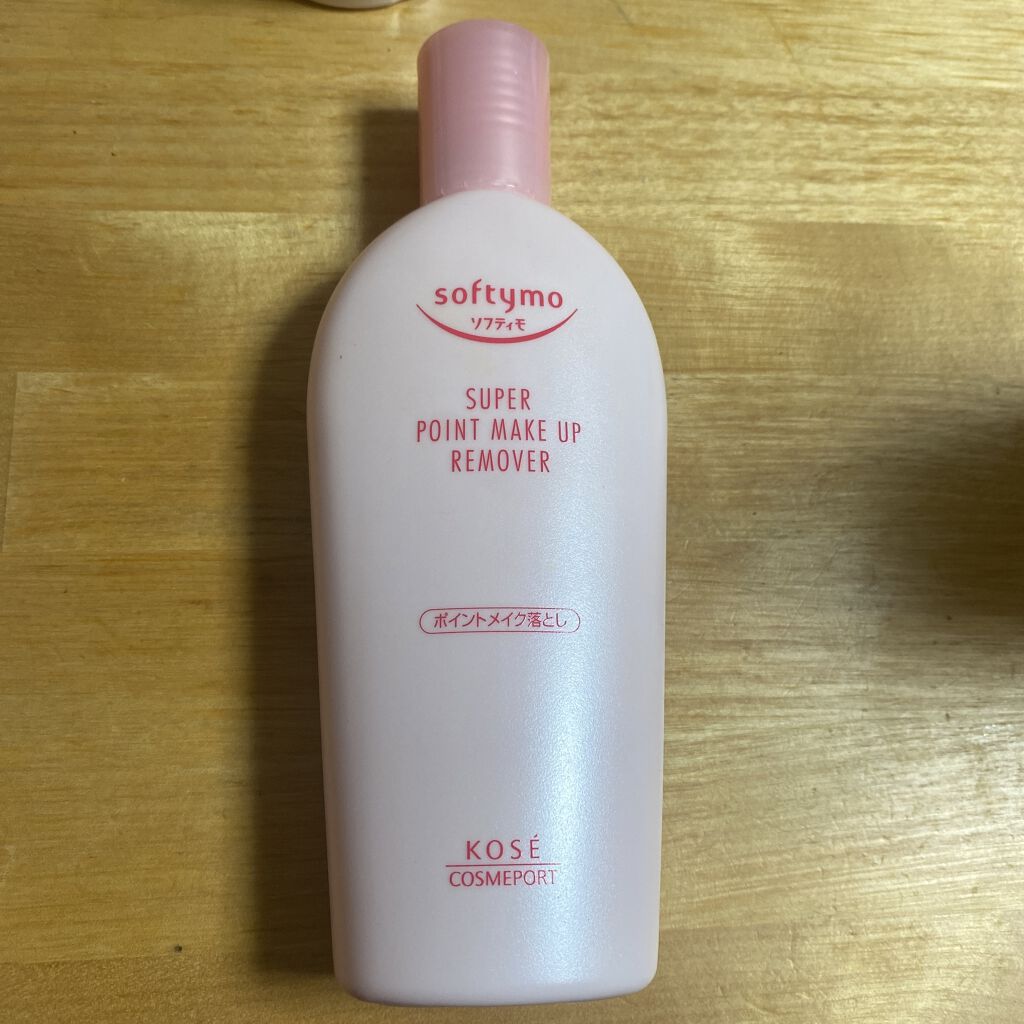 softymo
ソフティモ
SUPER
POINT MAKE UP
REMOVER
ポイントメイク落とし
KOSÉ
COSMEPORT